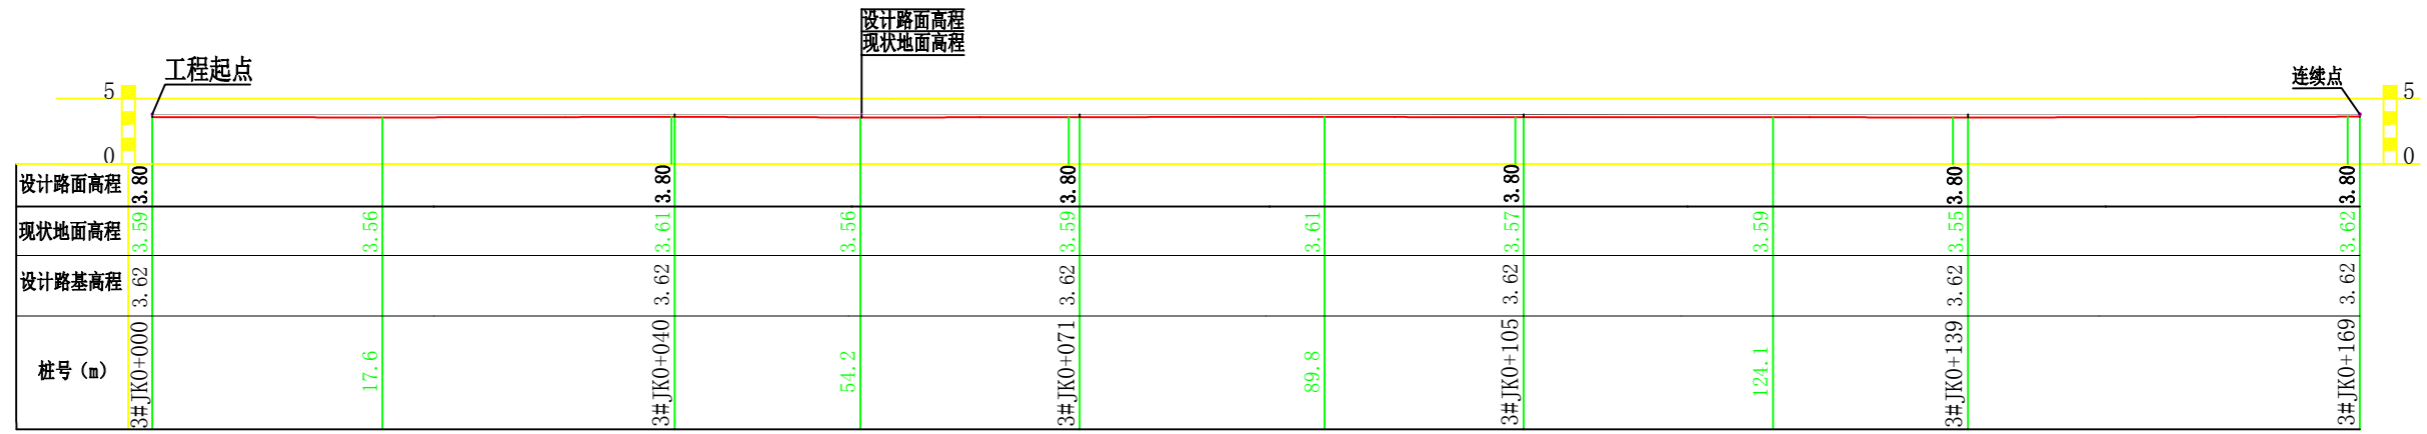 设计路面高程
现状地面高程
工程起点
连续点
5
5
0
0
设计路面高程 3.80 3.80 3.80 3.80 3.80 3.80
现状地面高程 3.59 3.56 3.61 3.56 3.59 3.61 3.57 3.59 3.55 3.62
设计路基高程 3.62 3.62 3.62 3.62 3.62 3.62
桩号（m） 3#JK0+000 17.6 3#JK0+040 54.2 3#JK0+071 89.8 3#JK0+105 124.1 3#JK0+139 3#JK0+169